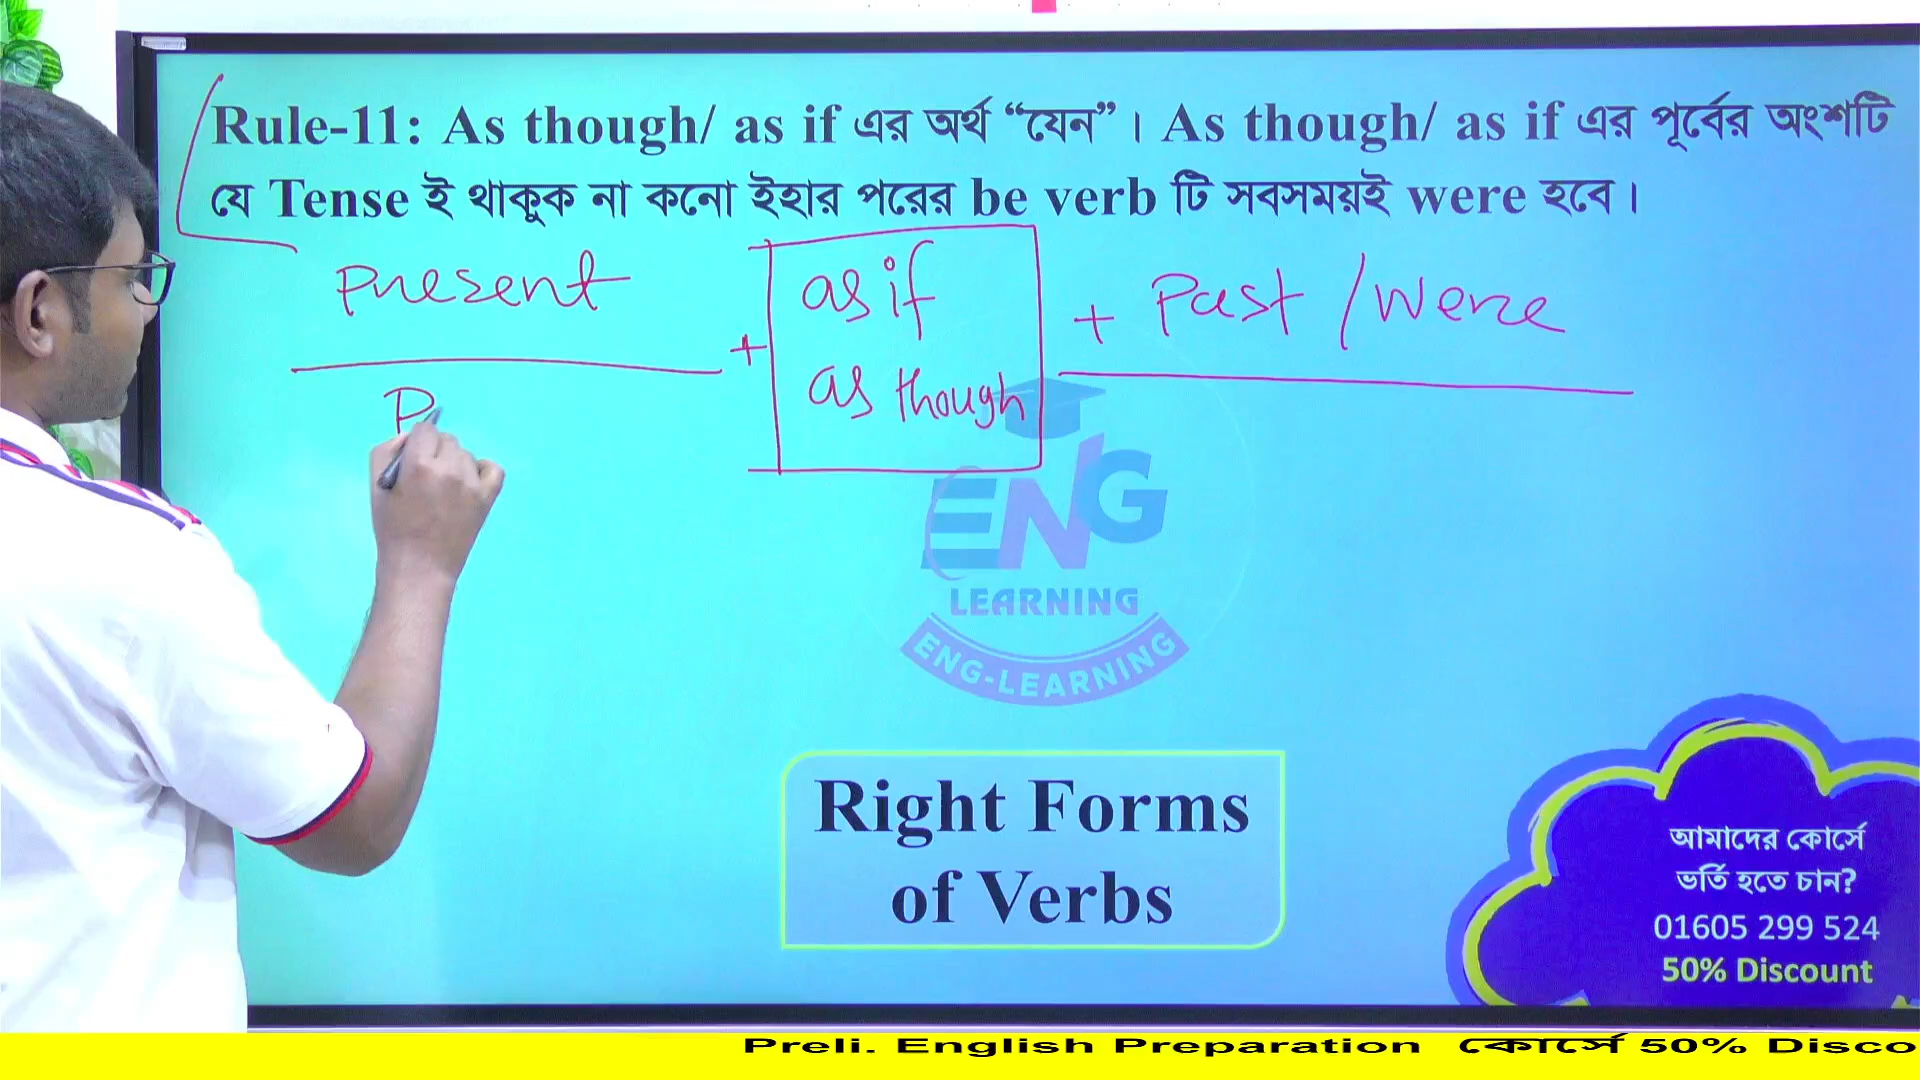 Rule-11: As though/ as if এর অর্থ “যেন”। As though/ as if এর পূর্বের অংশটি
যে Tense ই থাকুক না কনো ইহার পরের be verb টি সবসময়ই were হবে।
Present + as if + Past / were
as though
P
ENG
LEARNING
ENG-LEARNING
Right Forms
of Verbs
আমাদের কোর্সে
ভর্তি হতে চান?
01605 299 524
50% Discount
Preli. English Preparation কোর্সে 50% Disco